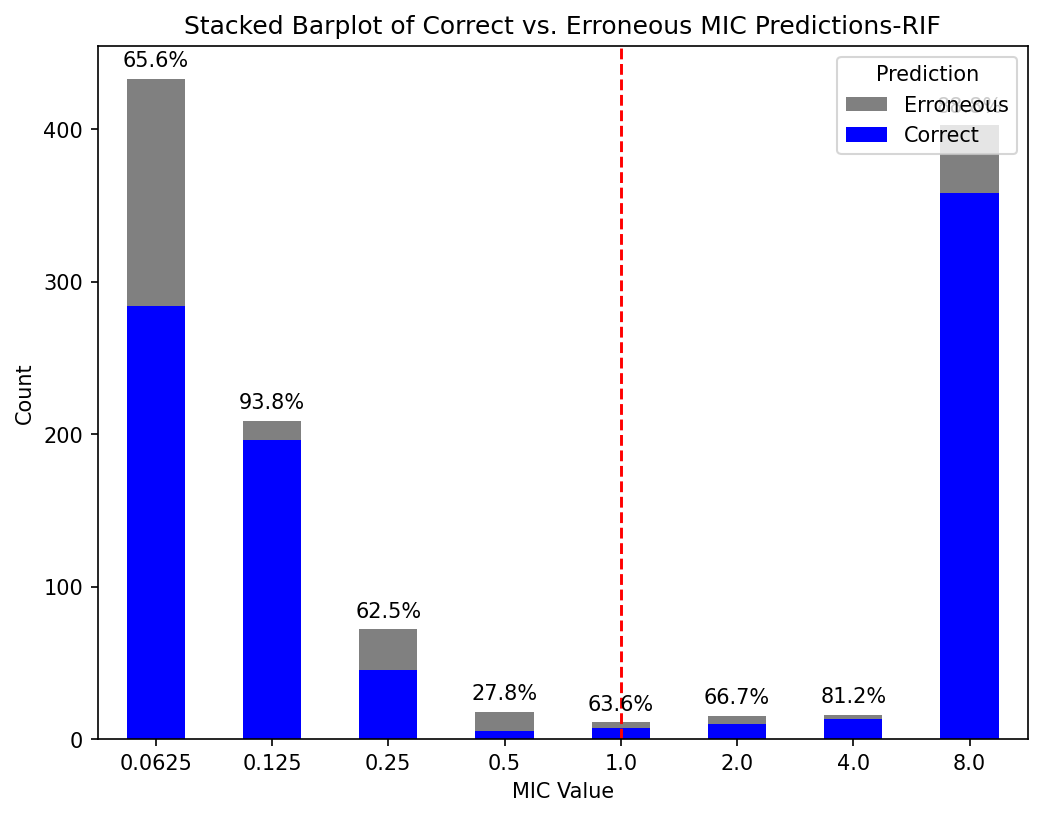 Stacked Barplot of Correct vs. Erroneous MIC Predictions-RIF
65.6%
Prediction
Erroneous
Correct
400
93.8%
300
200
62.5%
100
27.8%
63.6%
66.7%
81.2%
0
Count
0.0625 0.125 0.25 0.5 1.0 2.0 4.0 8.0
MIC Value